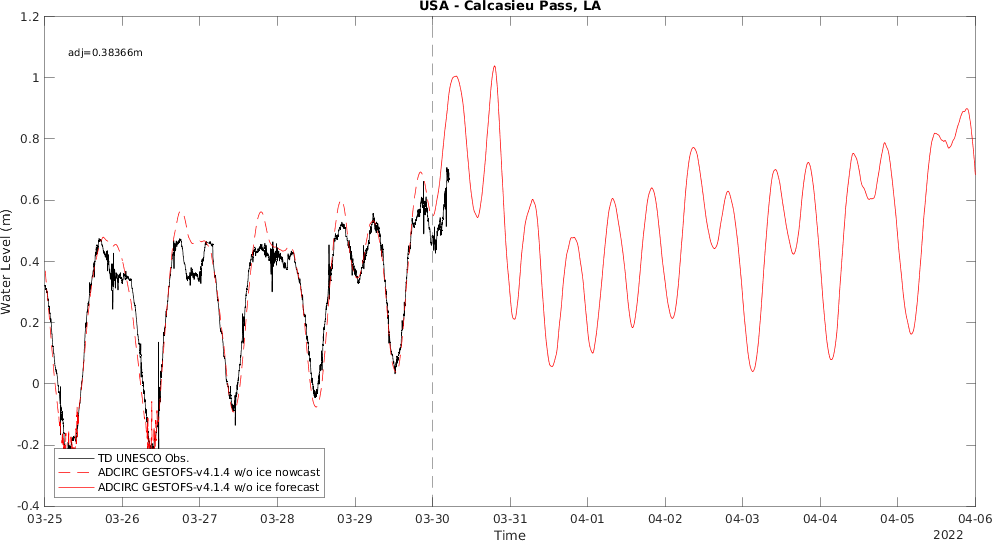 USA - Calcasieu Pass, LA
adj=0.38366m
1.2
1
0.8
0.6
0.4
0.2
0
-0.2
-0.4
Water Level (m)
TD UNESCO Obs.
ADCIRC GESTOFS-v4.1.4 w/o ice nowcast
ADCIRC GESTOFS-v4.1.4 w/o ice forecast
03-25 03-26 03-27 03-28 03-29 03-30 03-31 04-01 04-02 04-03 04-04 04-05 04-06
Time
2022